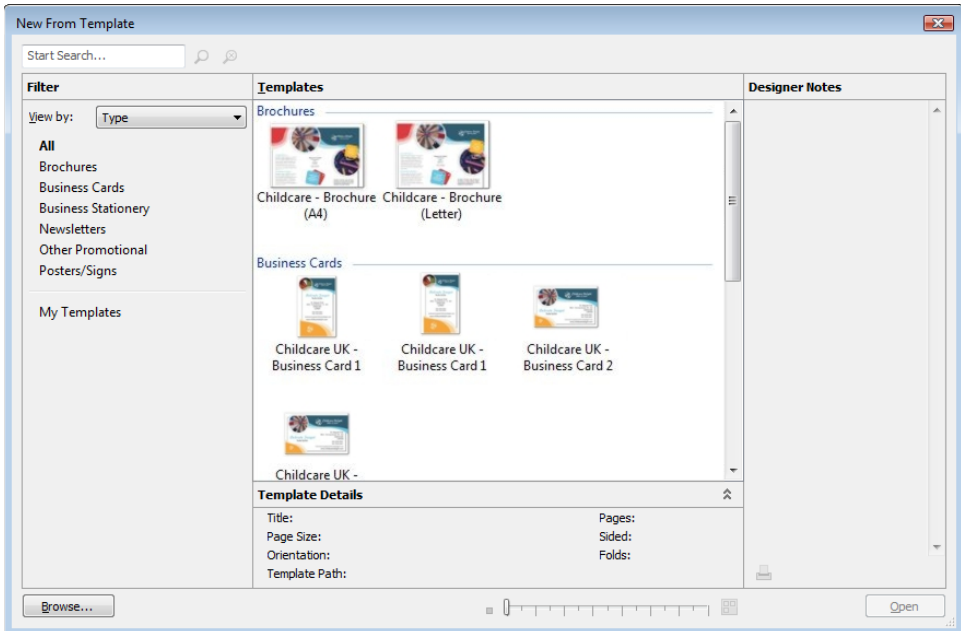 New From Template
Start Search...
Filter
View by: Type
All
Brochures
Business Cards
Business Stationery
Newsletters
Other Promotional
Posters/Signs
My Templates
Templates
Brochures
Childcare - Brochure (A4)
Childcare - Brochure (Letter)
Business Cards
Childcare UK -
Business Card 1
Childcare UK -
Business Card 1
Childcare UK -
Business Card 2
Childcare UK -
Template Details
Title:
Page Size:
Orientation:
Template Path:
Pages:
Sided:
Folds:
Designer Notes
Browse...
Open